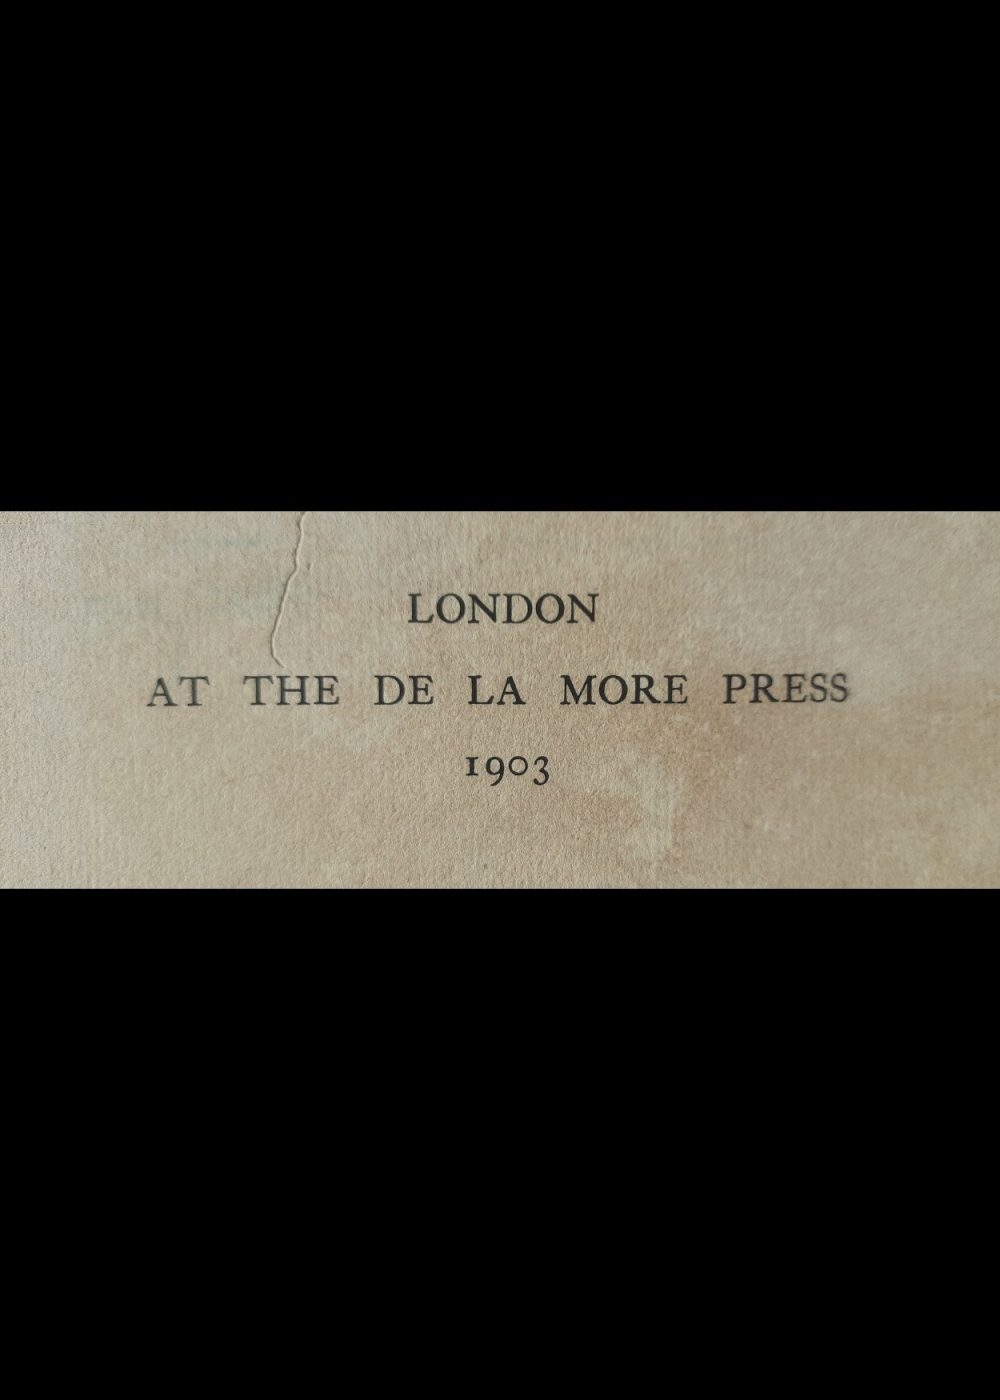 LONDON
AT THE DE LA MORE PRESS
1903